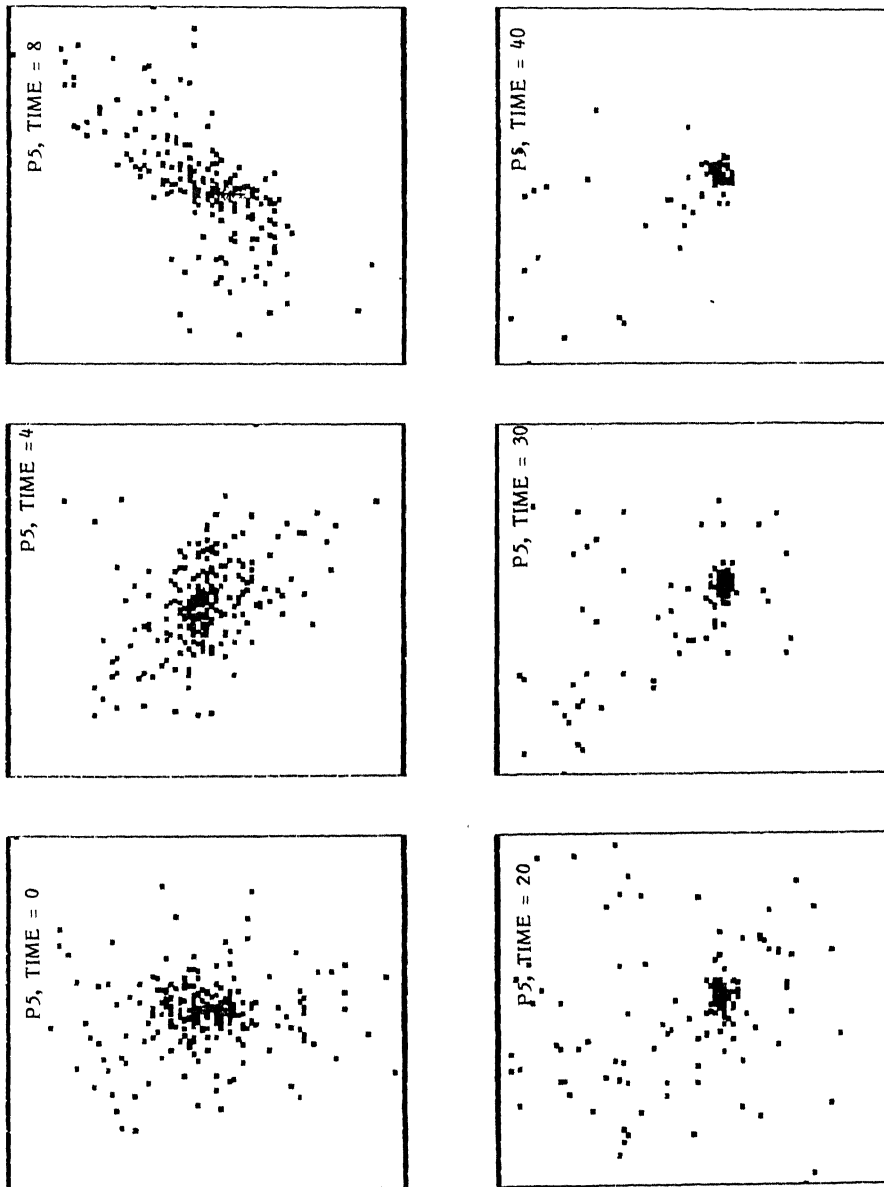 P5, TIME = 0
P5, TIME = 4
P5, TIME = 8
P5, TIME = 20
P5, TIME = 30
P5, TIME = 40